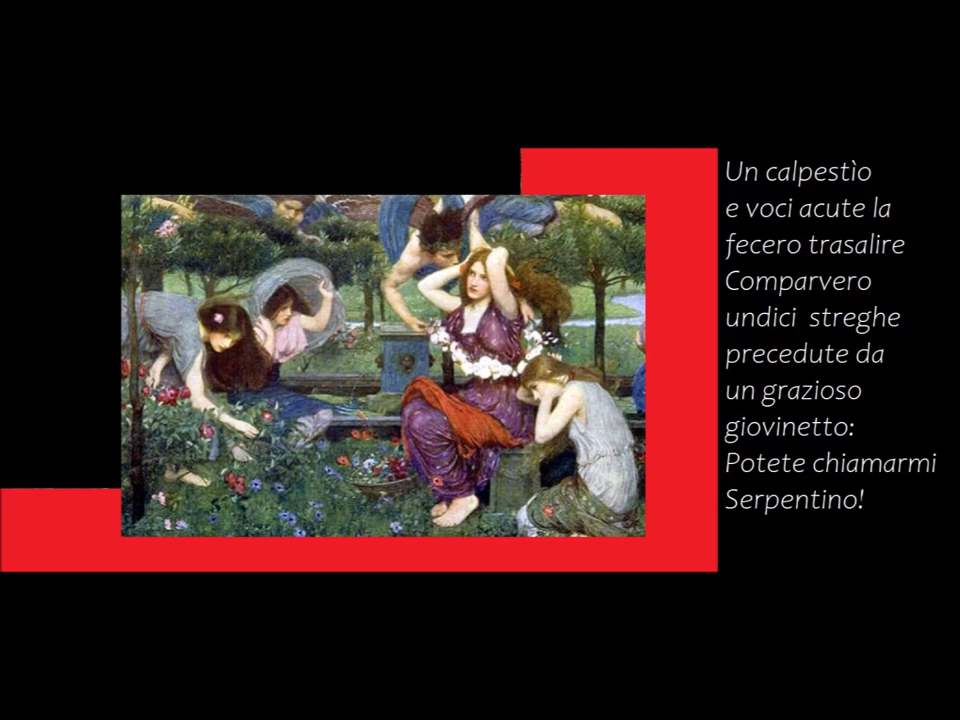 Un calpestìo
e voci acute la
fecero trasalire
Comparvero
undici streghe
precedute da
un grazioso
giovinetto:
Potete chiamarmi
Serpentino!